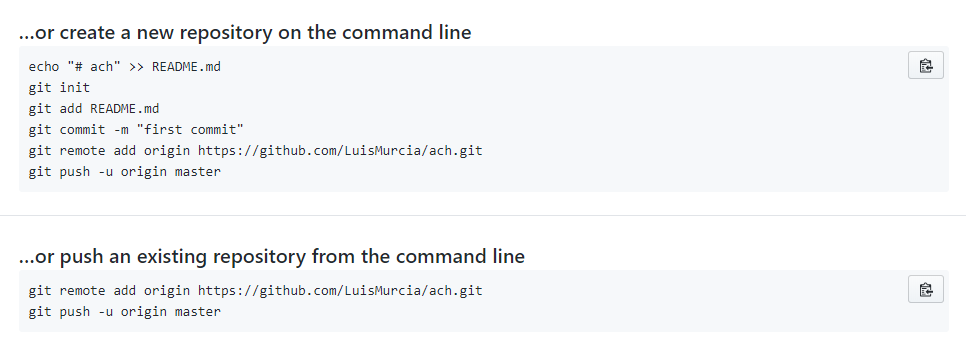 …or create a new repository on the command line
echo "# ach" >> README.md
git init
git add README.md
git commit -m "first commit"
git remote add origin https://github.com/LuisMurcia/ach.git
git push -u origin master
…or push an existing repository from the command line
git remote add origin https://github.com/LuisMurcia/ach.git
git push -u origin master